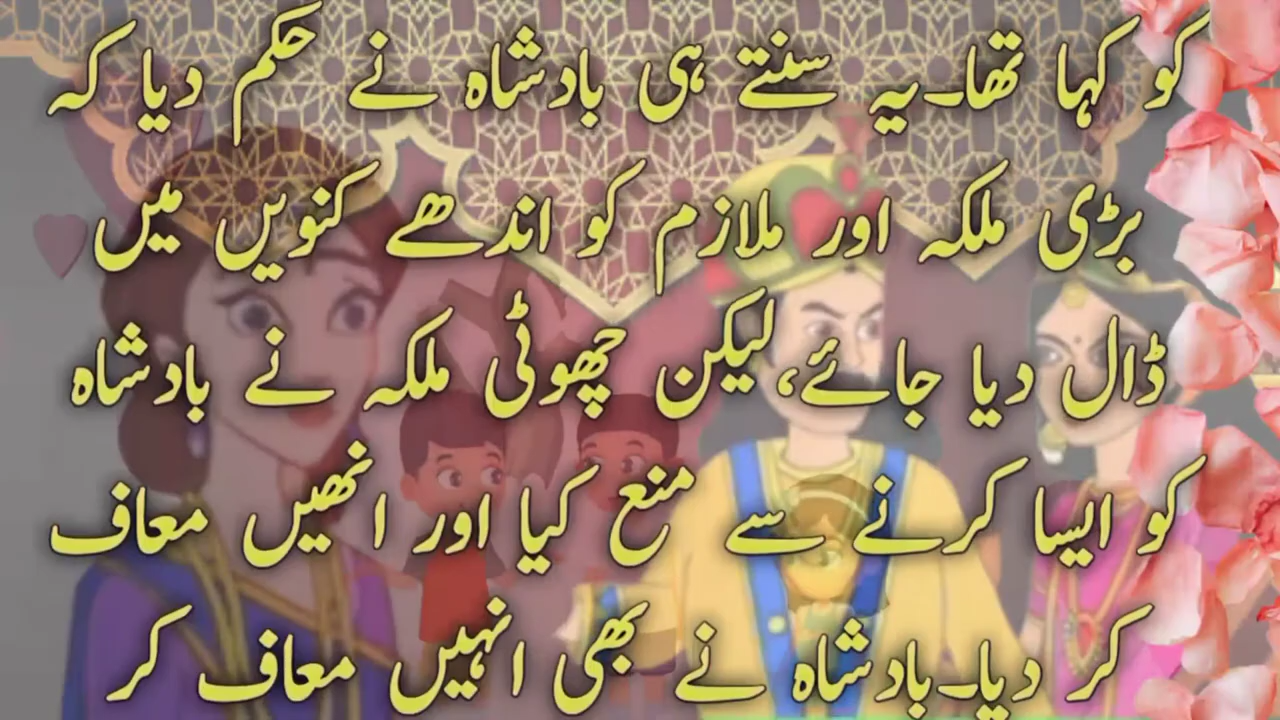 کو کہا تھا۔یہ سنتے ہی بادشاہ نے حکم دیا کہ
بڑی ملکہ اور ملازم کو اندھے کنویں میں
ڈال دیا جائے،لیکن چھوٹی ملکہ نے بادشاہ
کو ایسا کرنے سے منع کیا اور انھیں معاف
کر دیا۔بادشاہ نے بھی انہیں معاف کر